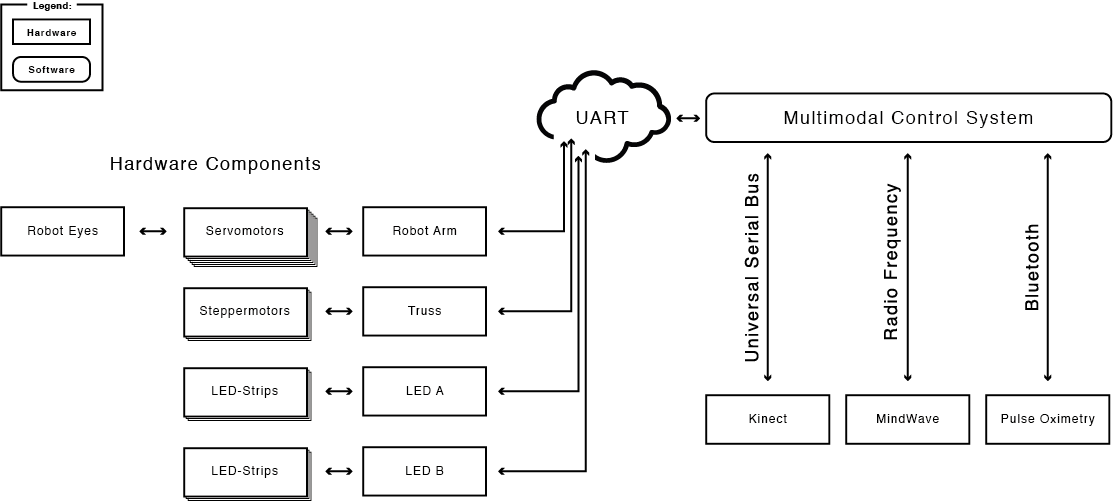 Legend:
Hardware
Software
UART
Multimodal Control System
Hardware Components
Robot Eyes
Servomotors
Robot Arm
Steppermotors
Truss
LED-Strips
LED A
LED-Strips
LED B
Universal Serial Bus
Radio Frequency
Bluetooth
Kinect
MindWave
Pulse Oximetry